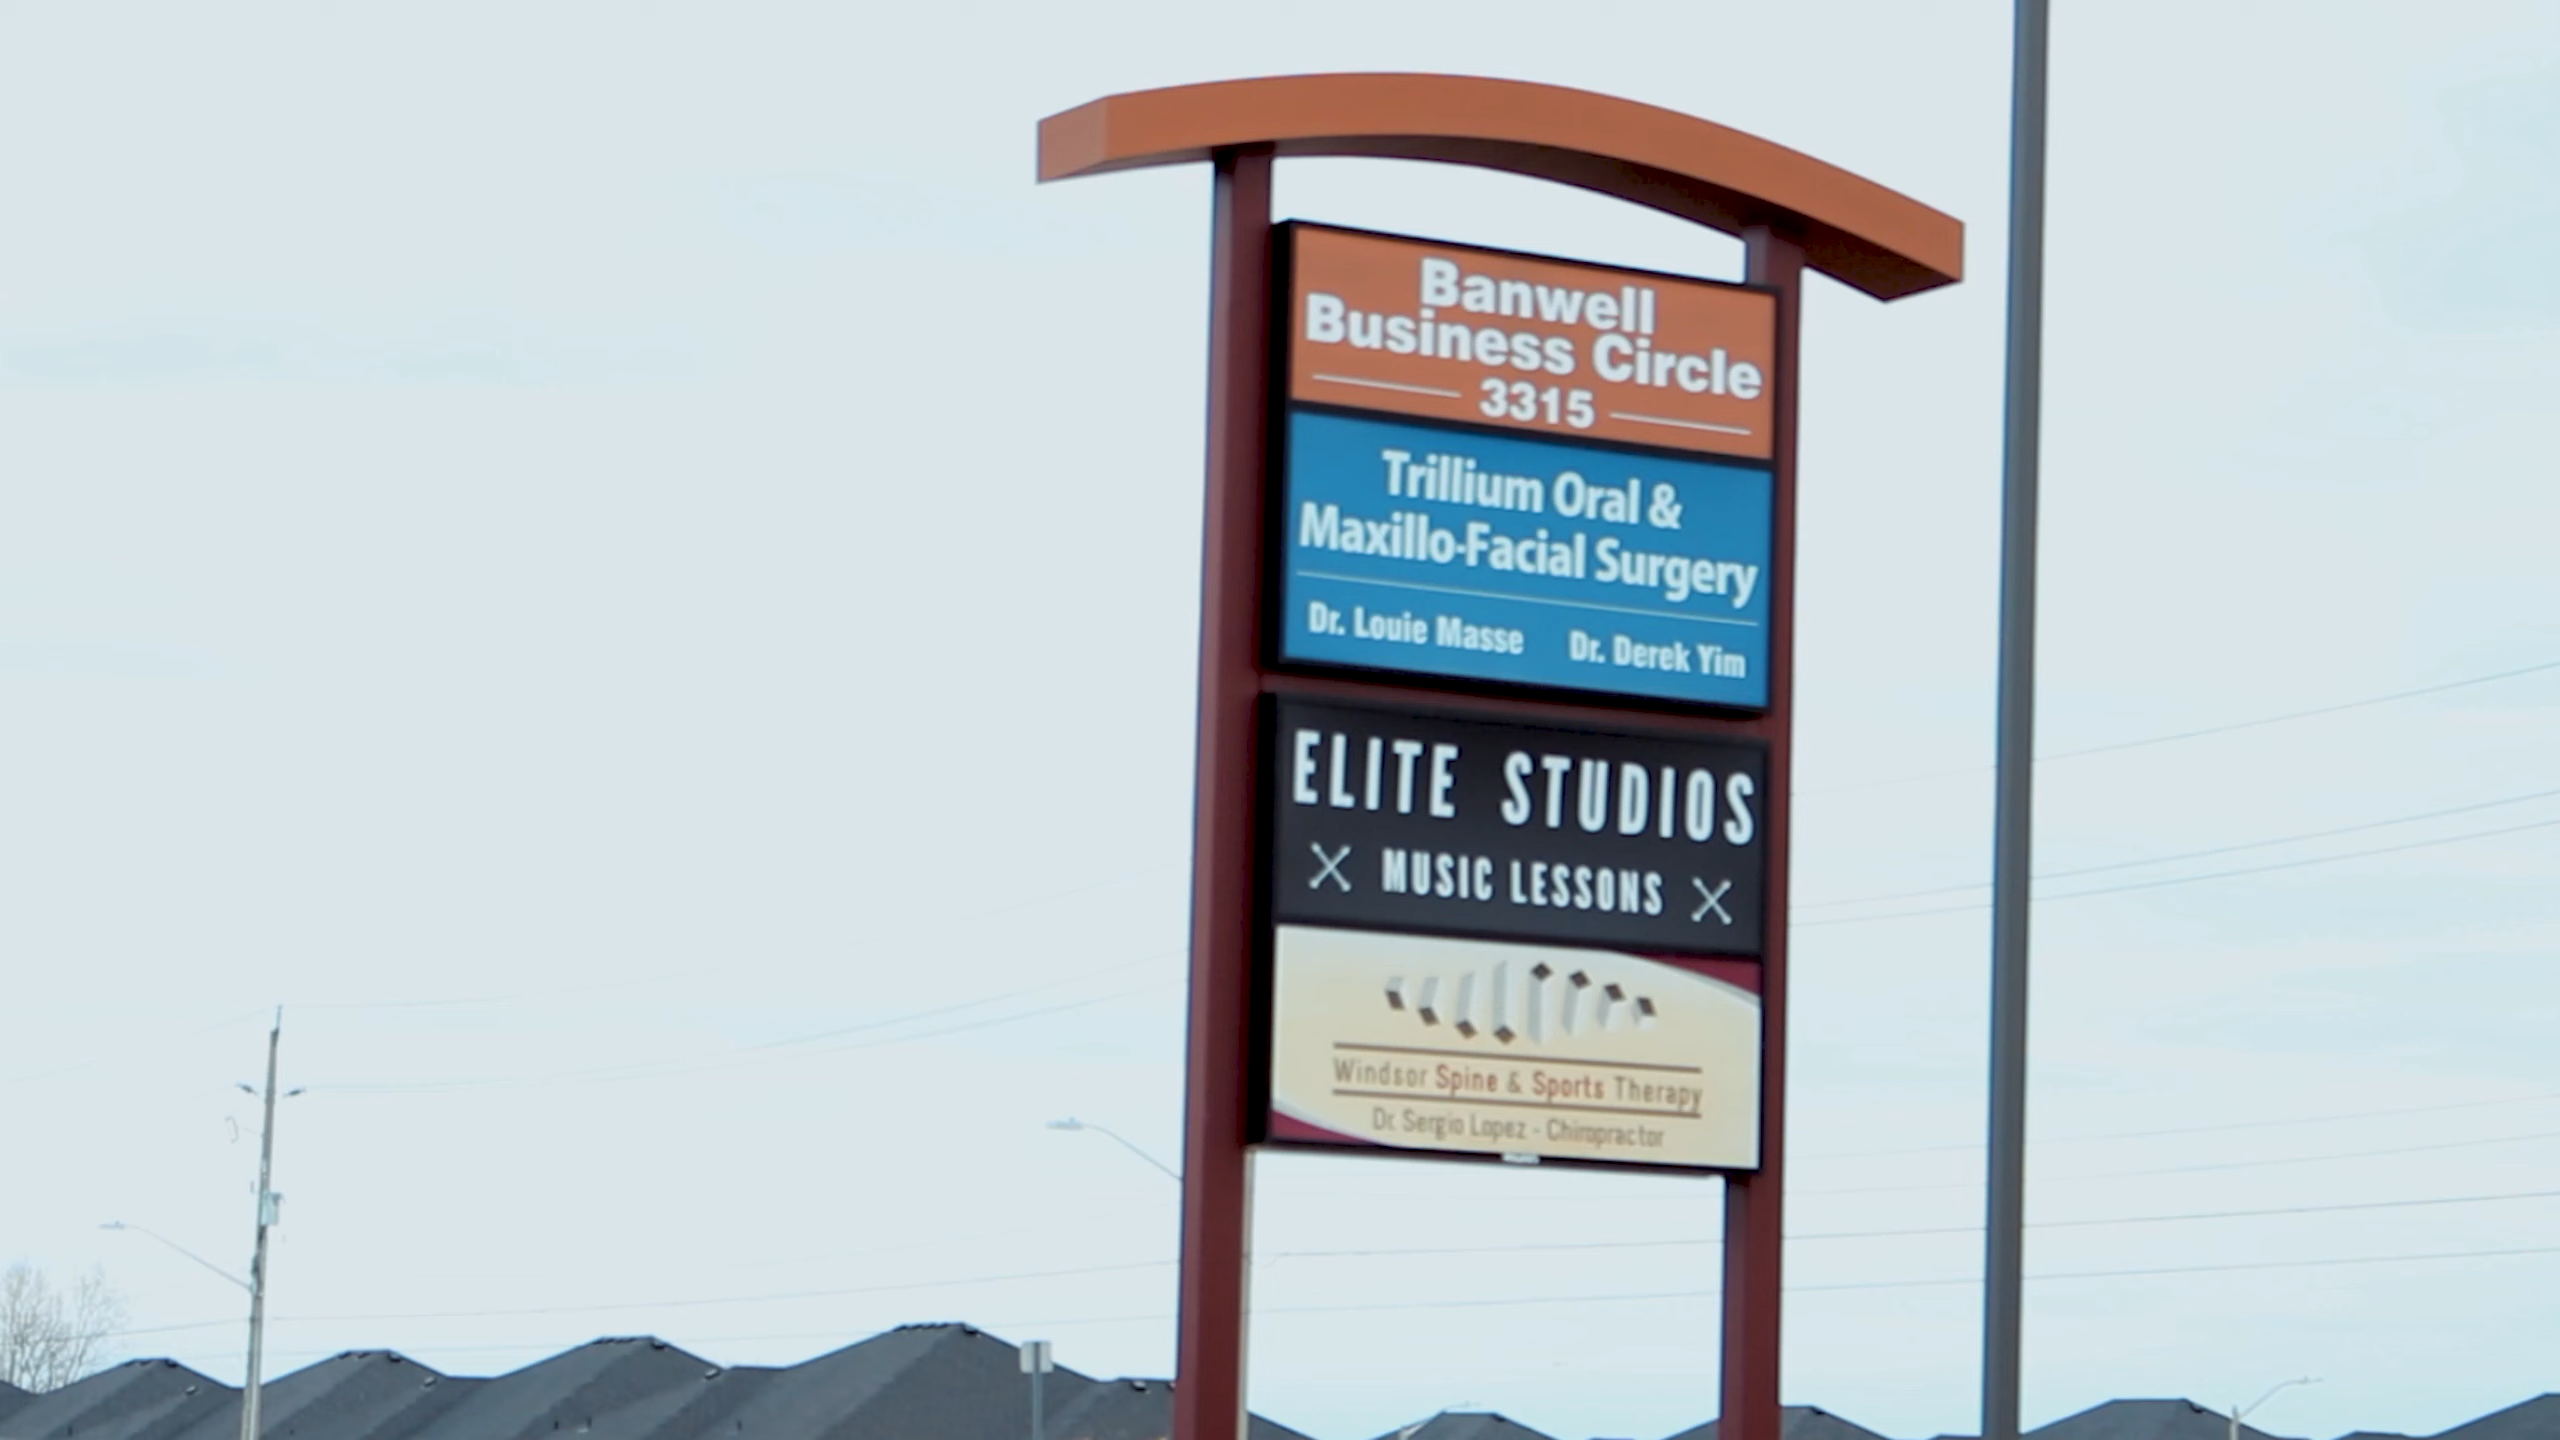 Banwell
Business Circle
3315
Trillium Oral &
Maxillo-Facial Surgery
Dr. Louie Masse Dr. Derek Yim
ELITE STUDIOS
MUSIC LESSONS
Windsor Spine & Sports Therapy
Dr. Sergio Lopez - Chiropractor